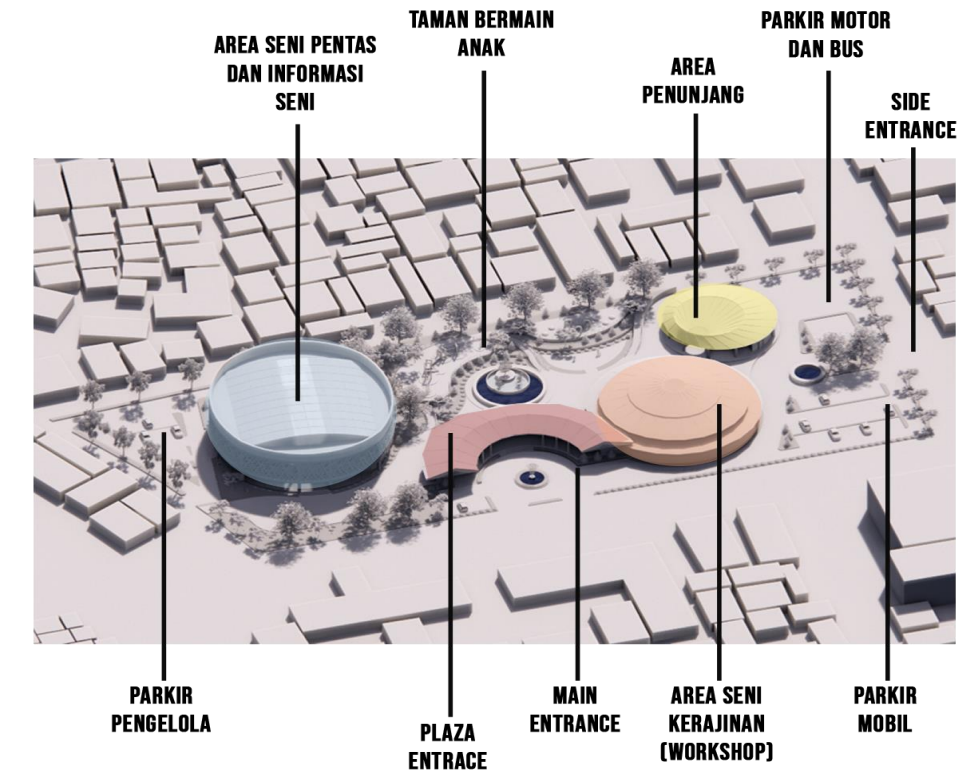 TAMAN BERMAIN
ANAK
PARKIR MOTOR
DAN BUS
AREA SENI PENTAS
DAN INFORMASI
SENI
AREA
PENUNJANG
SIDE
ENTRANCE
PARKIR
PENGELOLA
PLAZA
ENTRACE
MAIN
ENTRANCE
AREA SENI
KERAJINAN
(WORKSHOP)
PARKIR
MOBIL